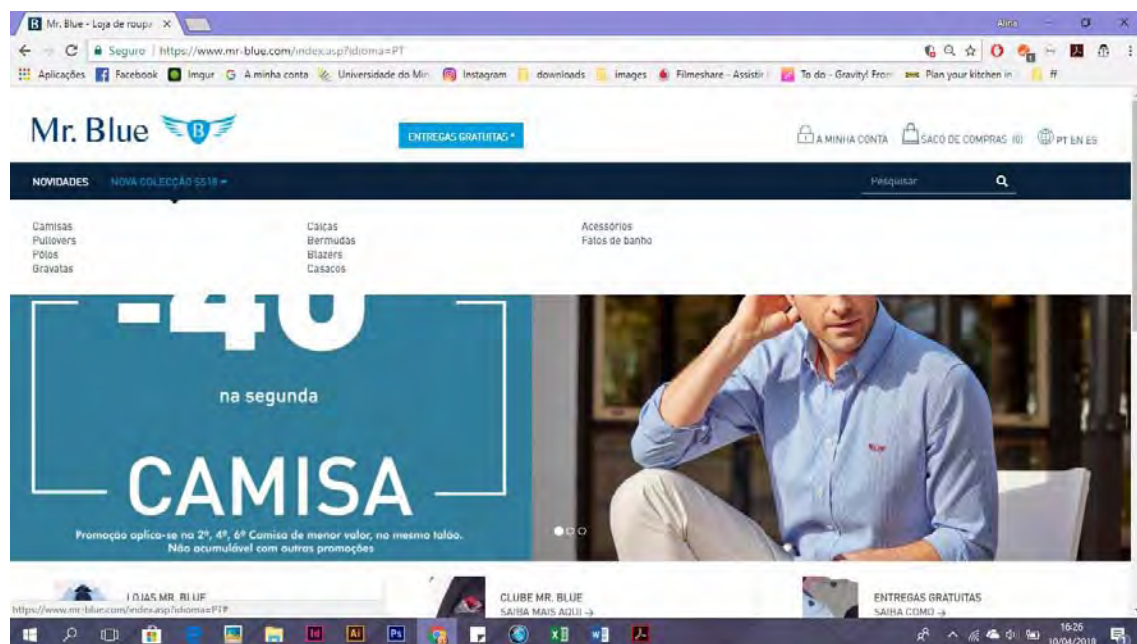 Mr. Blue - Loja de roupa
Alina
Seguro | https://www.mr-blue.com/index.asp?idioma=PT
Aplicações Facebook Imgur A minha conta Universidade do Min Instagram downloads images Filmeshare - Assistir To do - Gravity! From Plan your kitchen in ff
Mr. Blue B
ENTREGAS GRATUITAS *
A MINHA CONTA SACO DE COMPRAS (0) PT EN ES
NOVIDADES NOVA COLECÇÃO SS18
Pesquisar
Camisas Calças Acessórios
Pullovers Bermudas Fatos de banho
Pólos Blazers
Gravatas Casacos
-40
na segunda
CAMISA
Promoção aplica-se na 2ª, 4ª, 6ª Camisa de menor valor, no mesmo talão.
Não acumulável com outras promoções
LOJAS MR. BLUE CLUBE MR. BLUE ENTREGAS GRATUITAS
SAIBA MAIS AQUI → SAIBA COMO →
https://www.mr-blue.com/index.asp?idioma=PT#
Id Ai Ps
16:26
10/04/2018